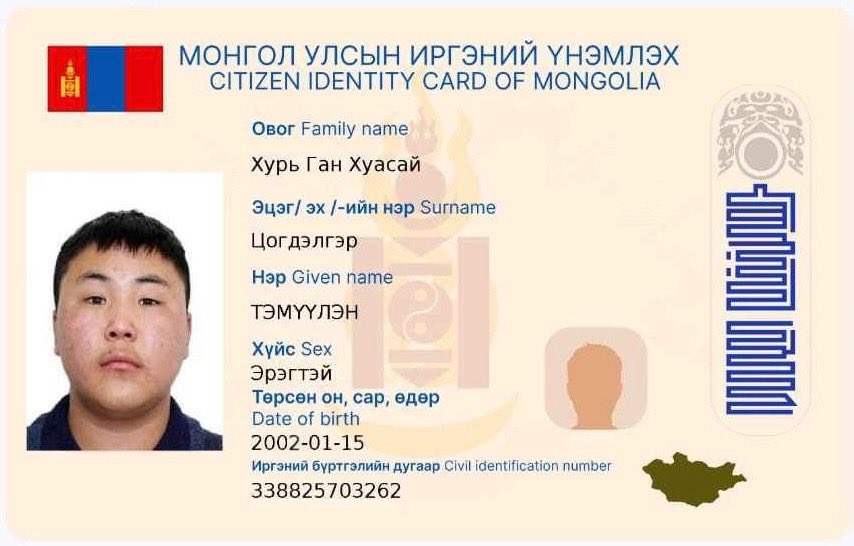 МОНГОЛ УЛСЫН ИРГЭНИЙ ҮНЭМЛЭХ
CITIZEN IDENTITY CARD OF MONGOLIA
Овог Family name
Хурь Ган Хуасай
Эцэг/ эх /-ийн нэр Surname
Цогдэлгэр
Нэр Given name
ТЭМҮҮЛЭН
Хүйс Sex
Эрэгтэй
Төрсөн он, сар, өдөр
Date of birth
2002-01-15
Иргэний бүртгэлийн дугаар Civil identification number
338825703262